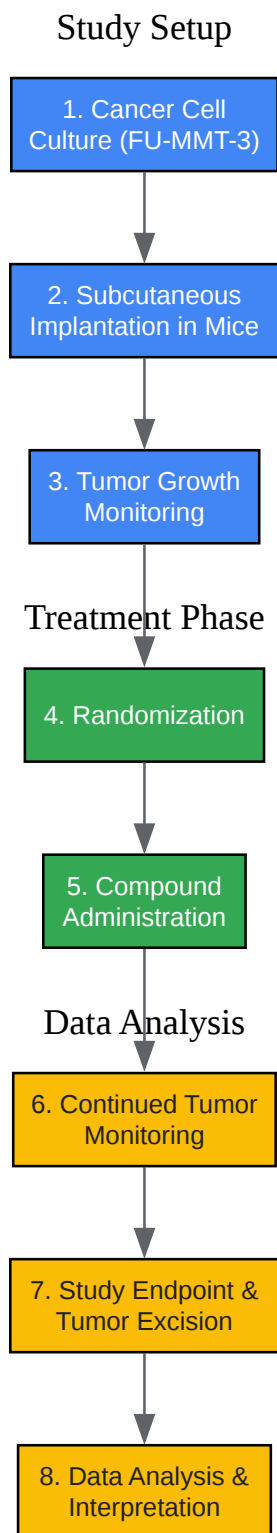 Study Setup
1. Cancer Cell
Culture (FU-MMT-3)
2. Subcutaneous
Implantation in Mice
3. Tumor Growth
Monitoring
Treatment Phase
4. Randomization
5. Compound
Administration
Data Analysis
6. Continued Tumor
Monitoring
7. Study Endpoint &
Tumor Excision
8. Data Analysis &
Interpretation